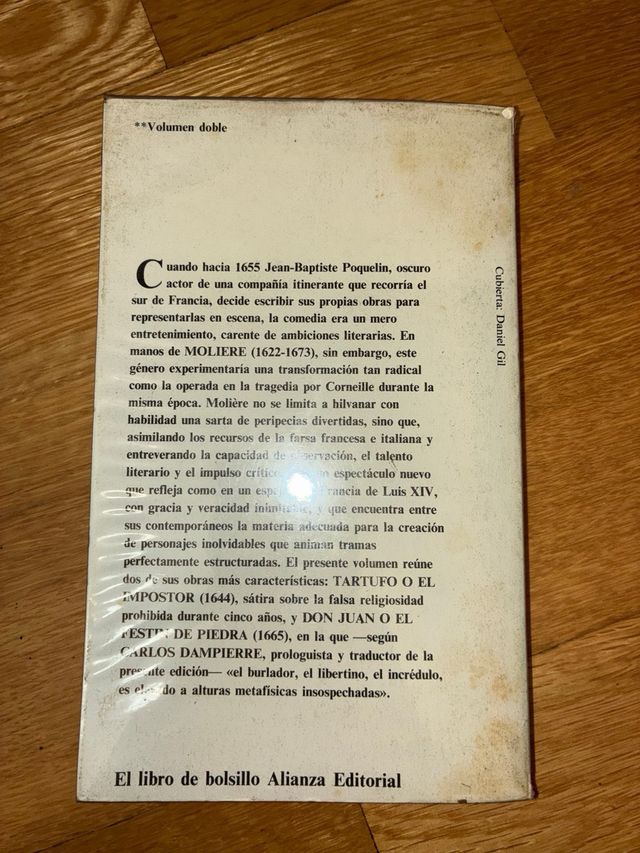 **Volumen doble
Cuando hacia 1655 Jean-Baptiste Poquelin, oscuro
actor de una compañía itinerante que recorría el
sur de Francia, decide escribir sus propias obras para
representarlas en escena, la comedia era un mero
entretenimiento, carente de ambiciones literarias. En
manos de MOLIERE (1622-1673), sin embargo, este
género experimentaría una transformación tan radical
como la operada en la tragedia por Corneille durante la
misma época. Molière no se limita a hilvanar con
habilidad una sarta de peripecias divertidas, sino que,
asimilando los recursos de la farsa francesa e italiana y
entreverando la capacidad de observación, el talento
literario y el impulso crítico, espectáculo nuevo
que refleja como en un Francia de Luis XIV,
con gracia y veracidad inimitable, y que encuentra entre
sus contemporáneos la materia adecuada para la creación
de personajes inolvidables que animan tramas
perfectamente estructuradas. El presente volumen reúne
dos de sus obras más características: TARTUFO O EL
IMPOSTOR (1644), sátira sobre la falsa religiosidad
prohibida durante cinco años, y DON JUAN O EL
FESTIN DE PIEDRA (1665), en la que —según
CARLOS DAMPIERRE, prologuista y traductor de la
presente edición— «el burlador, el libertino, el incrédulo,
es elevado a alturas metafísicas insospechadas».
El libro de bolsillo Alianza Editorial
Cubierta: Daniel Gil